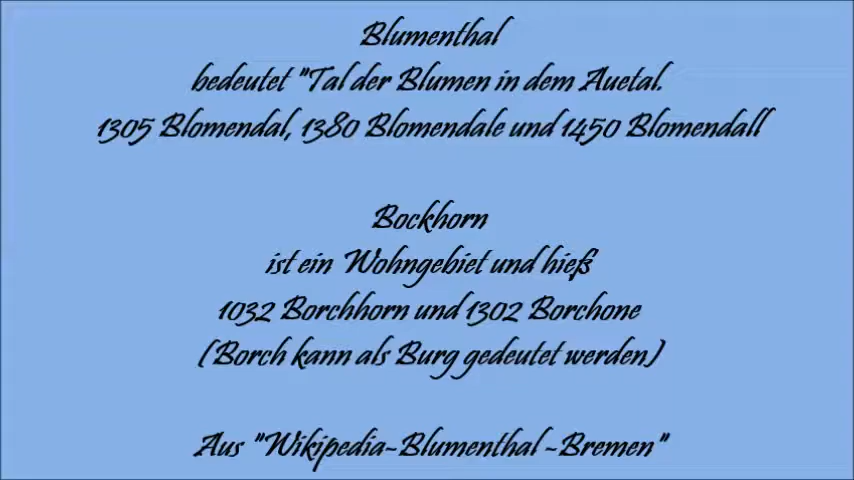 Blumenthal
bedeutet "Tal der Blumen in dem Auetal.
1305 Blomendal, 1380 Blomendale und 1450 Blomendall
Bockhorn
ist ein Wohngebiet und hieß
1032 Borchhorn und 1302 Borchone
(Borch kann als Burg gedeutet werden)
Aus "Wikipedia-Blumenthal-Bremen"